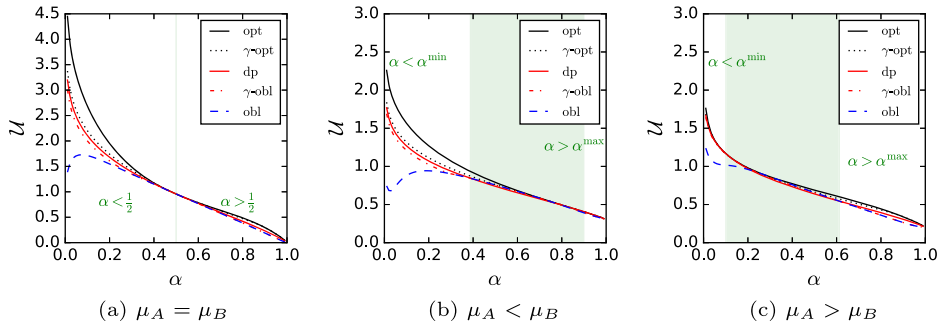 4.5
4.0
3.5
3.0
2.5
2.0
1.5
1.0
0.5
0.0
𝒰
opt
γ-opt
dp
γ-obl
obl
α < 1/2
α > 1/2
0.0 0.2 0.4 0.6 0.8 1.0
α
(a) μ_A = μ_B
3.0
2.5
2.0
1.5
1.0
0.5
0.0
𝒰
α < α^min
opt
γ-opt
dp
γ-obl
obl
α > α^max
0.0 0.2 0.4 0.6 0.8 1.0
α
(b) μ_A < μ_B
3.0
2.5
2.0
1.5
1.0
0.5
0.0
𝒰
α < α^min
opt
γ-opt
dp
γ-obl
obl
α > α^max
0.0 0.2 0.4 0.6 0.8 1.0
α
(c) μ_A > μ_B